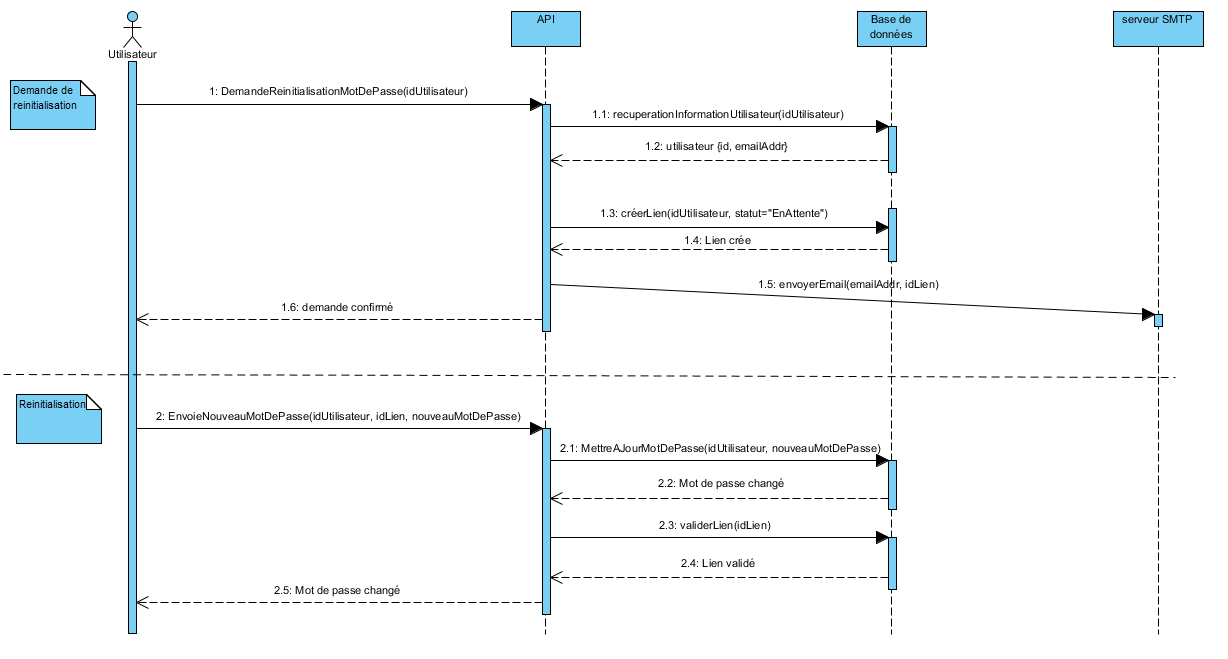 API
Base de
données
serveur SMTP
Utilisateur
Demande de
reinitialisation
1: DemandeReinitialisationMotDePasse(idUtilisateur)
1.1: recuperationInformationUtilisateur(idUtilisateur)
1.2: utilisateur {id, emailAddr}
1.3: créerLien(idUtilisateur, statut="EnAttente")
1.4: Lien crée
1.5: envoyerEmail(emailAddr, idLien)
1.6: demande confirmé
Reinitialisation
2: EnvoieNouveauMotDePasse(idUtilisateur, idLien, nouveauMotDePasse)
2.1: MettreAJourMotDePasse(idUtilisateur, nouveauMotDePasse)
2.2: Mot de passe changé
2.3: validerLien(idLien)
2.4: Lien validé
2.5: Mot de passe changé